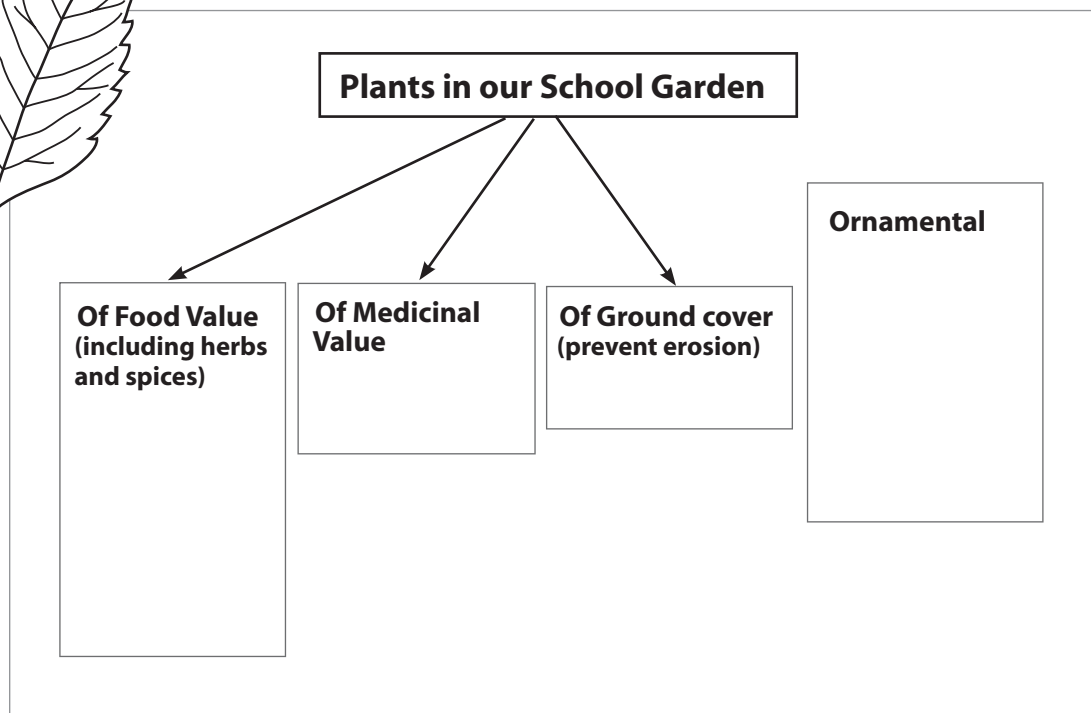 Plants in our School Garden
Of Food Value
(including herbs
and spices)
Of Medicinal
Value
Of Ground cover
(prevent erosion)
Ornamental